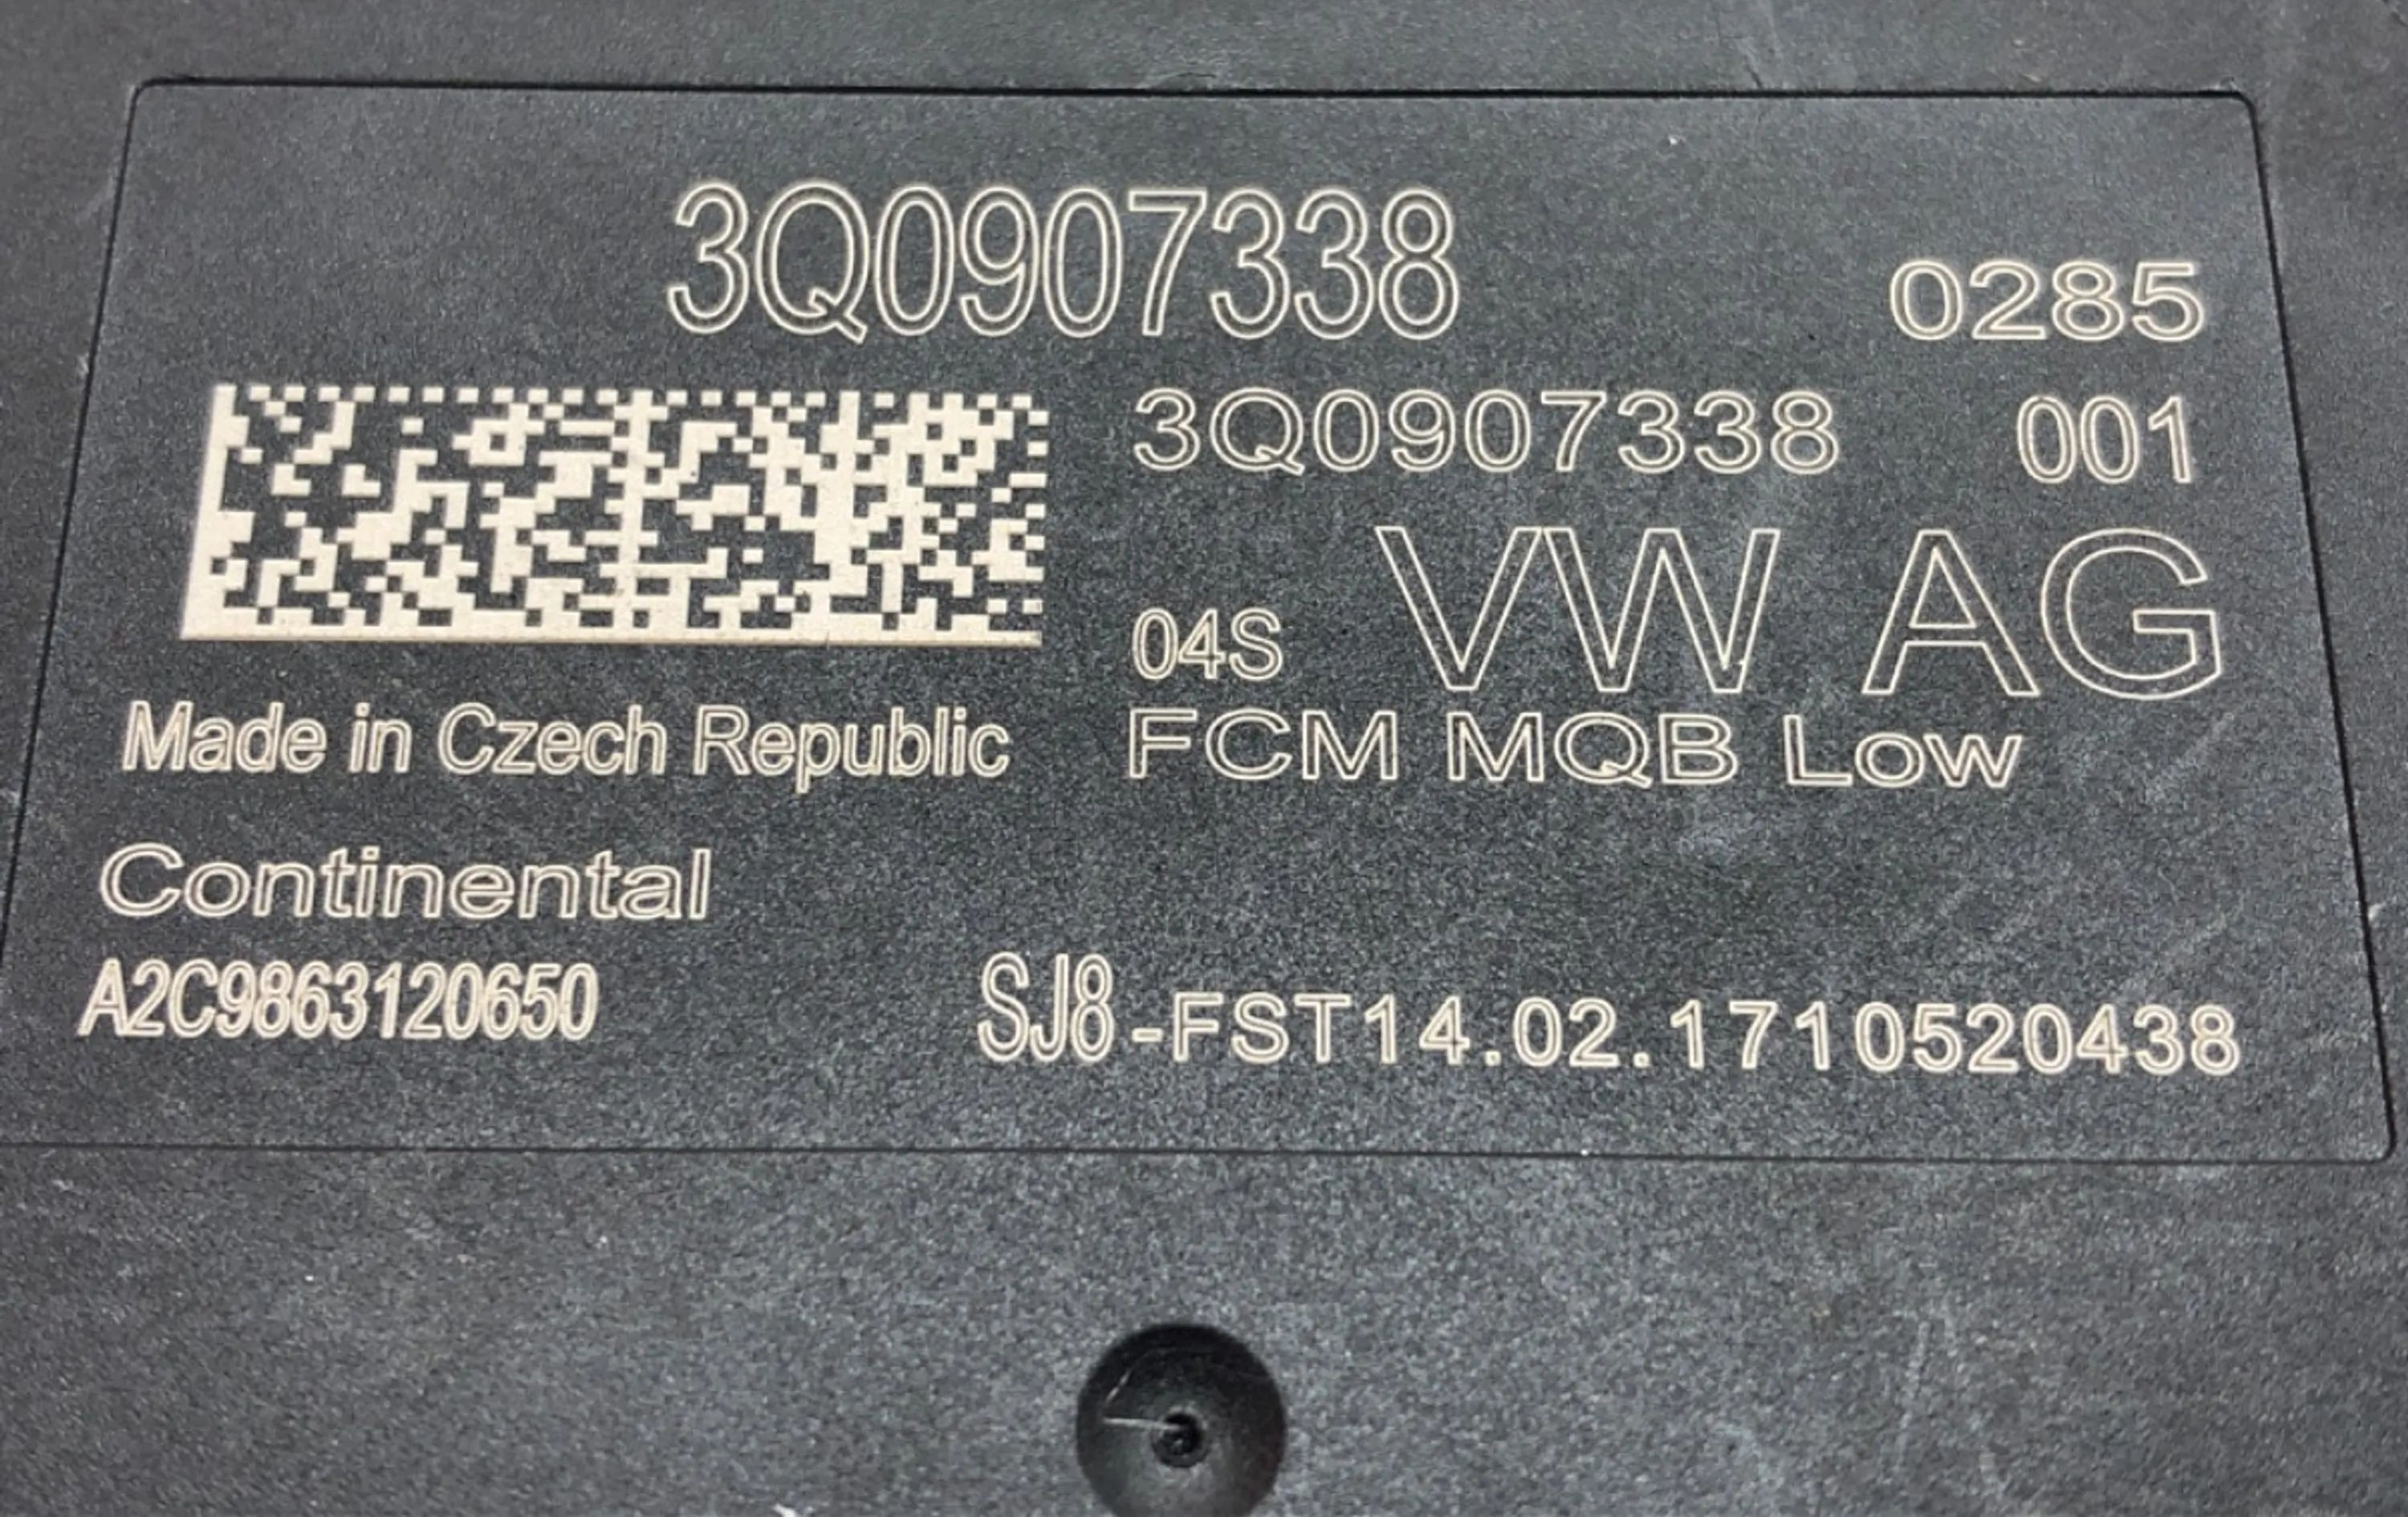 3Q0907338
0285
3Q0907338 001
04S VW AG
FCM MQB Low
Made in Czech Republic
Continental
A2C9863120650
SJ8-FST14.02.1710520438